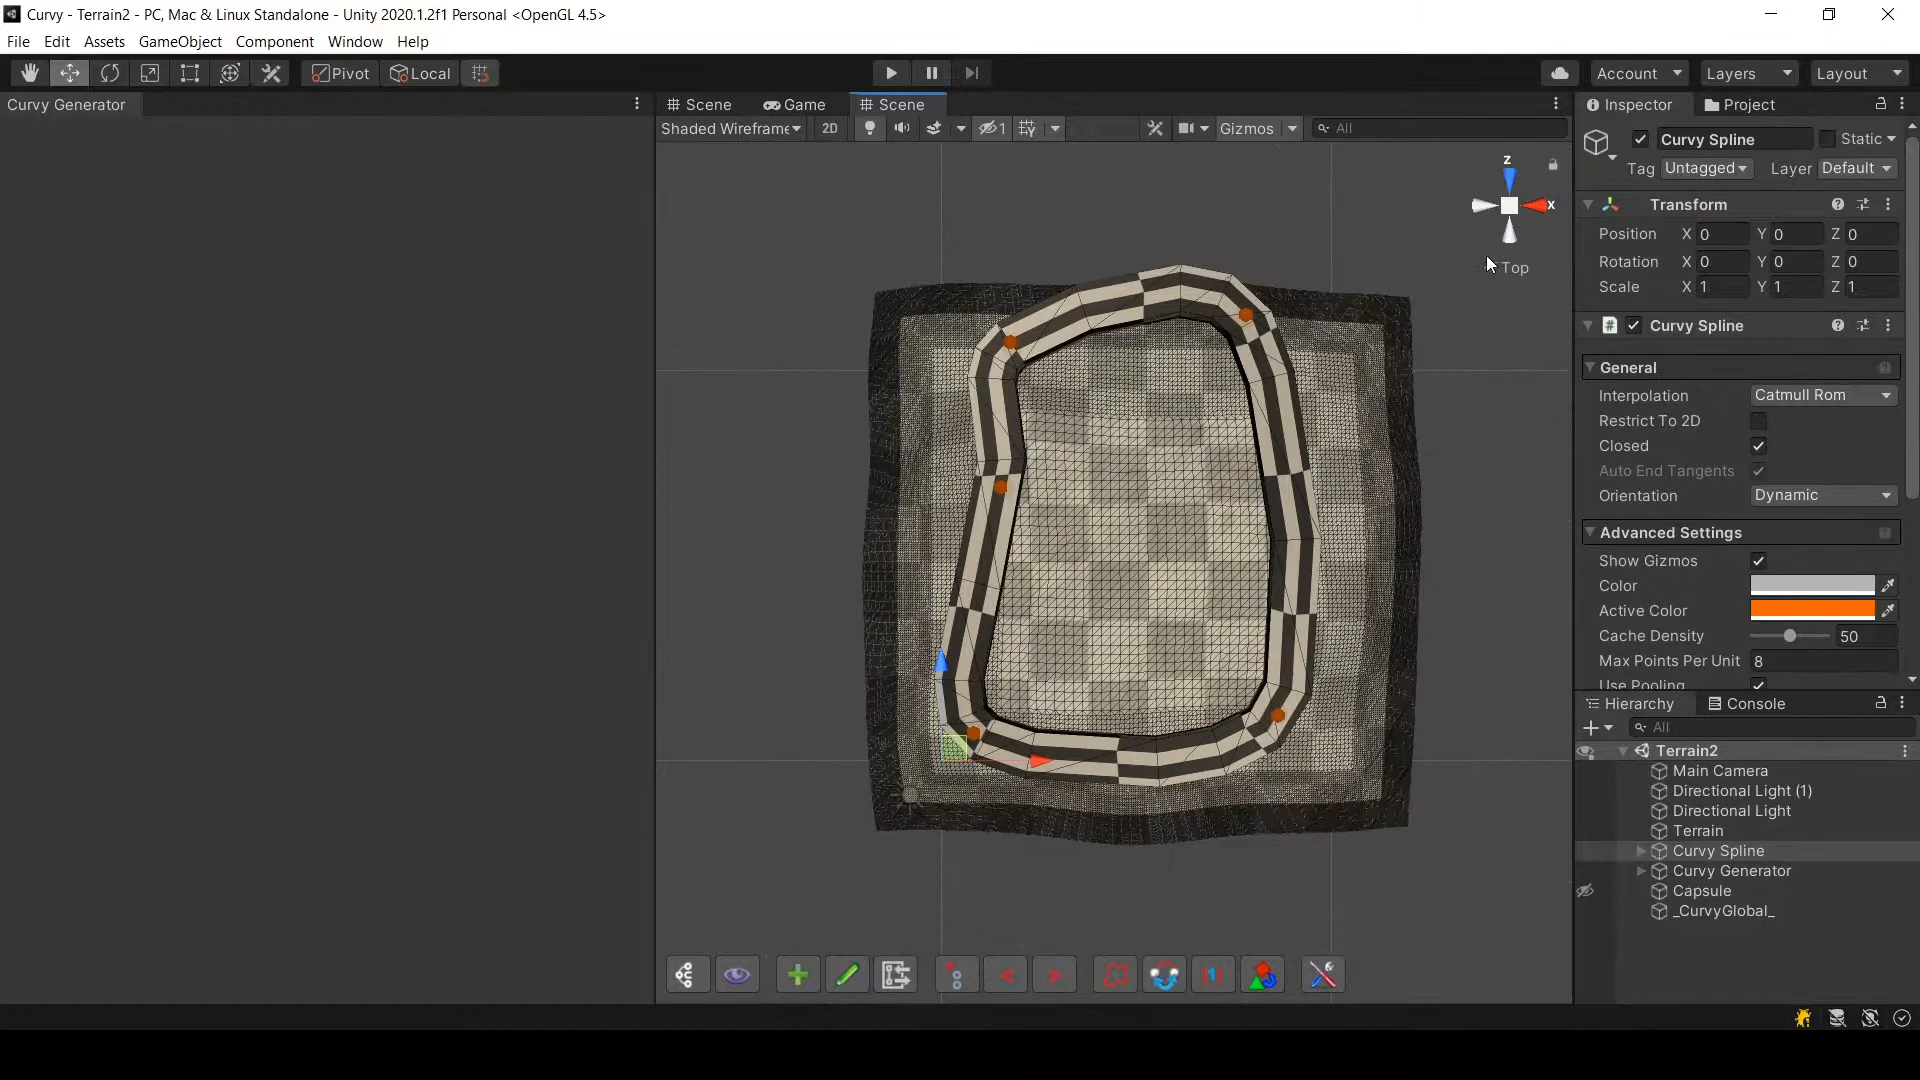 Curvy - Terrain2 - PC, Mac & Linux Standalone - Unity 2020.1.2f1 Personal <OpenGL 4.5>
File Edit Assets GameObject Component Window Help
Pivot Local Account Layers Layout
Curvy Generator Scene Game Scene Inspector Project
Shaded Wireframe 2D 1 Gizmos All
Curvy Spline Static
Tag Untagged Layer Default
z
x
Top
Transform
Position X 0 Y 0 Z 0
Rotation X 0 Y 0 Z 0
Scale X 1 Y 1 Z 1
Curvy Spline
General
Interpolation Catmull Rom
Restrict To 2D
Closed
Auto End Tangents
Orientation Dynamic
Advanced Settings
Show Gizmos
Color
Active Color
Cache Density 50
Max Points Per Unit 8
Use Pooling
Hierarchy Console
All
Terrain2
Main Camera
Directional Light (1)
Directional Light
Terrain
Curvy Spline
Curvy Generator
Capsule
_CurvyGlobal_